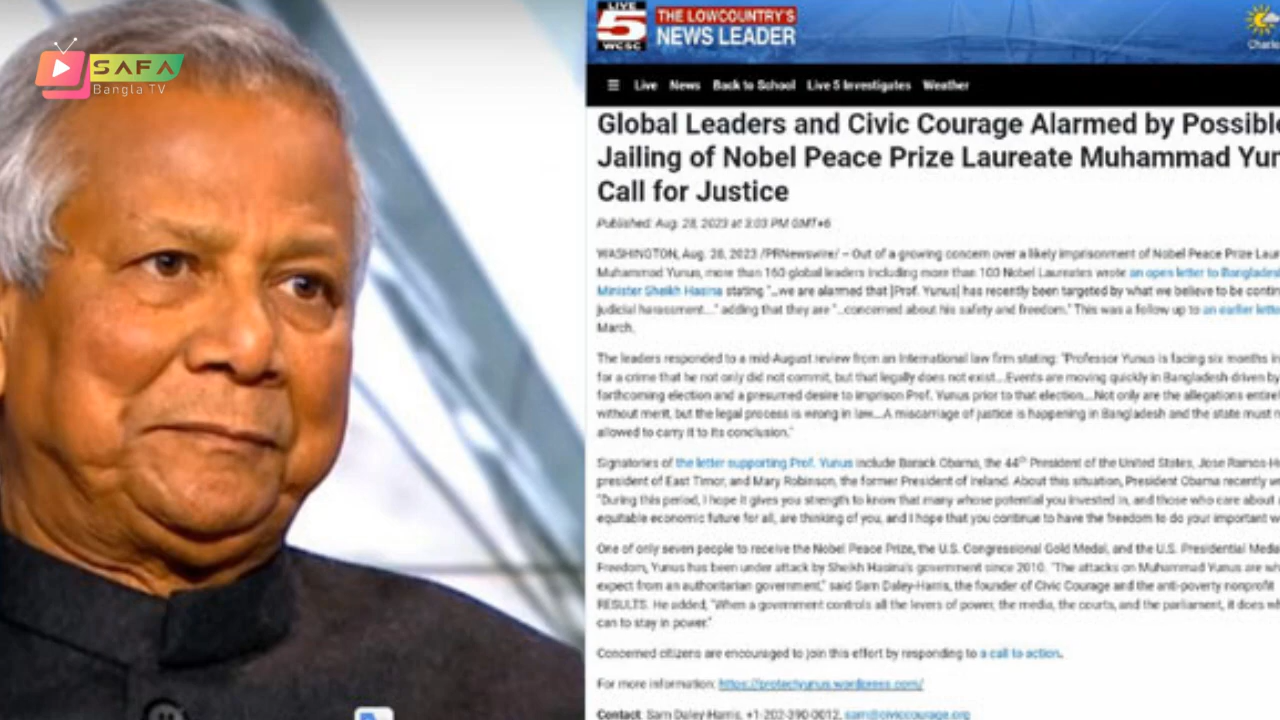 SAFA
Bangla TV
LIVE
5
WCSC
THE LOWCOUNTRY'S
NEWS LEADER
☰ Live News Back to School Live 5 Investigates Weather
Global Leaders and Civic Courage Alarmed by Possible
Jailing of Nobel Peace Prize Laureate Muhammad Yun
Call for Justice
Published: Aug. 28, 2023 at 3:03 PM GMT+6
WASHINGTON, Aug. 28, 2023 /PRNewswire/ – Out of a growing concern over a likely imprisonment of Nobel Peace Prize Lau
Muhammad Yunus, more than 160 global leaders including more than 100 Nobel Laureates wrote an open letter to Bangladesh
Minister Sheikh Hasina stating "...we are alarmed that [Prof. Yunus] has recently been targeted by what we believe to be contin
judicial harassment..." adding that they are "...concerned about his safety and freedom." This was a follow up to an earlier lette
March.
The leaders responded to a mid-August review from an International law firm stating: "Professor Yunus is facing six months in
for a crime that he not only did not commit, but that legally does not exist....Events are moving quickly in Bangladesh driven by
forthcoming election and a presumed desire to imprison Prof. Yunus prior to that election....Not only are the allegations entirel
without merit, but the legal process is wrong in law....A miscarriage of justice is happening in Bangladesh and the state must
allowed to carry it to its conclusion."
Signatories of the letter supporting Prof. Yunus include Barack Obama, the 44th President of the United States, Jose Ramos-H
president of East Timor, and Mary Robinson, the former President of Ireland. About this situation, President Obama recently w
"During this period, I hope it gives you strength to know that many whose potential you invested in, and those who care about
equitable economic future for all, are thinking of you, and I hope that you continue to have the freedom to do your important w
One of only seven people to receive the Nobel Peace Prize, the U.S. Congressional Gold Medal, and the U.S. Presidential Meda
Freedom, Yunus has been under attack by Sheikh Hasina's government since 2010. "The attacks on Muhammad Yunus are wh
expect from an authoritarian government," said Sam Daley-Harris, the founder of Civic Courage and the anti-poverty nonprofit
RESULTS. He added, "When a government controls all the levers of power, the media, the courts, and the parliament, it does wh
can to stay in power."
Concerned citizens are encouraged to join this effort by responding to a call to action.
For more information: https://protectyunus.wordpress.com/
Contact: Sam Daley-Harris, +1-202-390-0012, sam@civiccourage.org